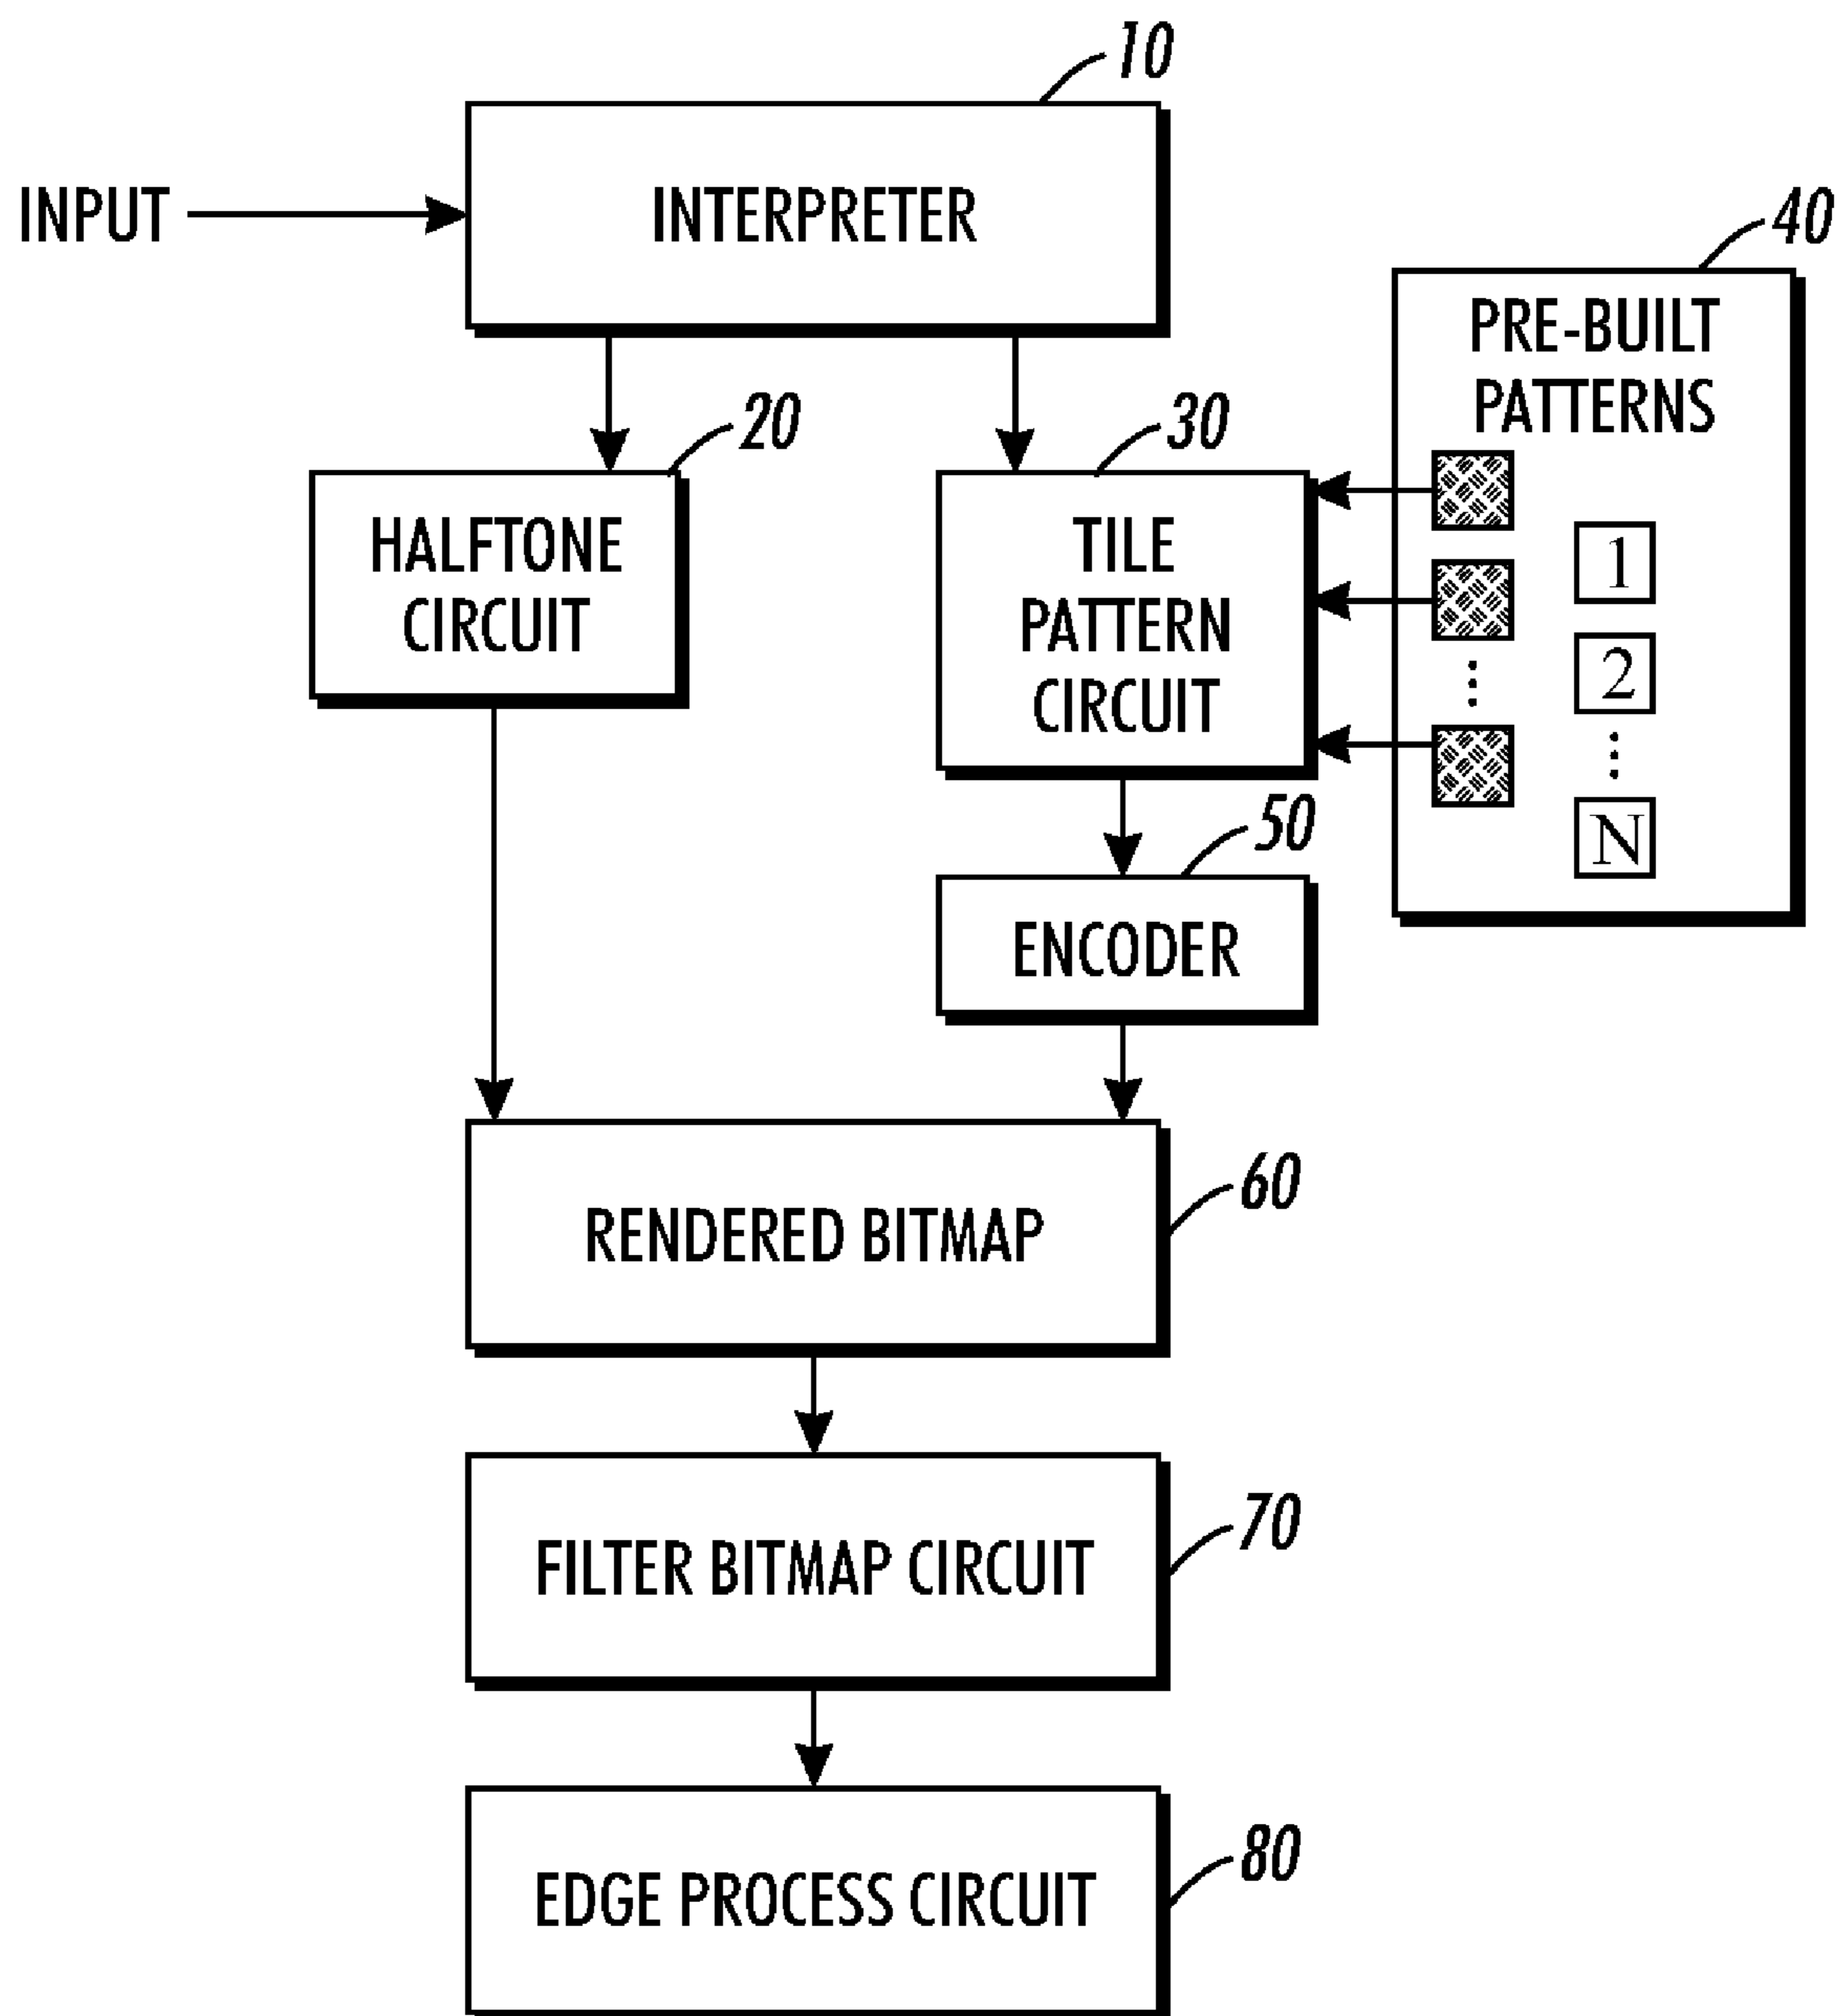 10
INPUT
INTERPRETER
40
PRE-BUILT
PATTERNS
20
30
HALFTONE
CIRCUIT
TILE
PATTERN
CIRCUIT
1
2
N
50
ENCODER
RENDERED BITMAP
60
FILTER BITMAP CIRCUIT
70
EDGE PROCESS CIRCUIT
80